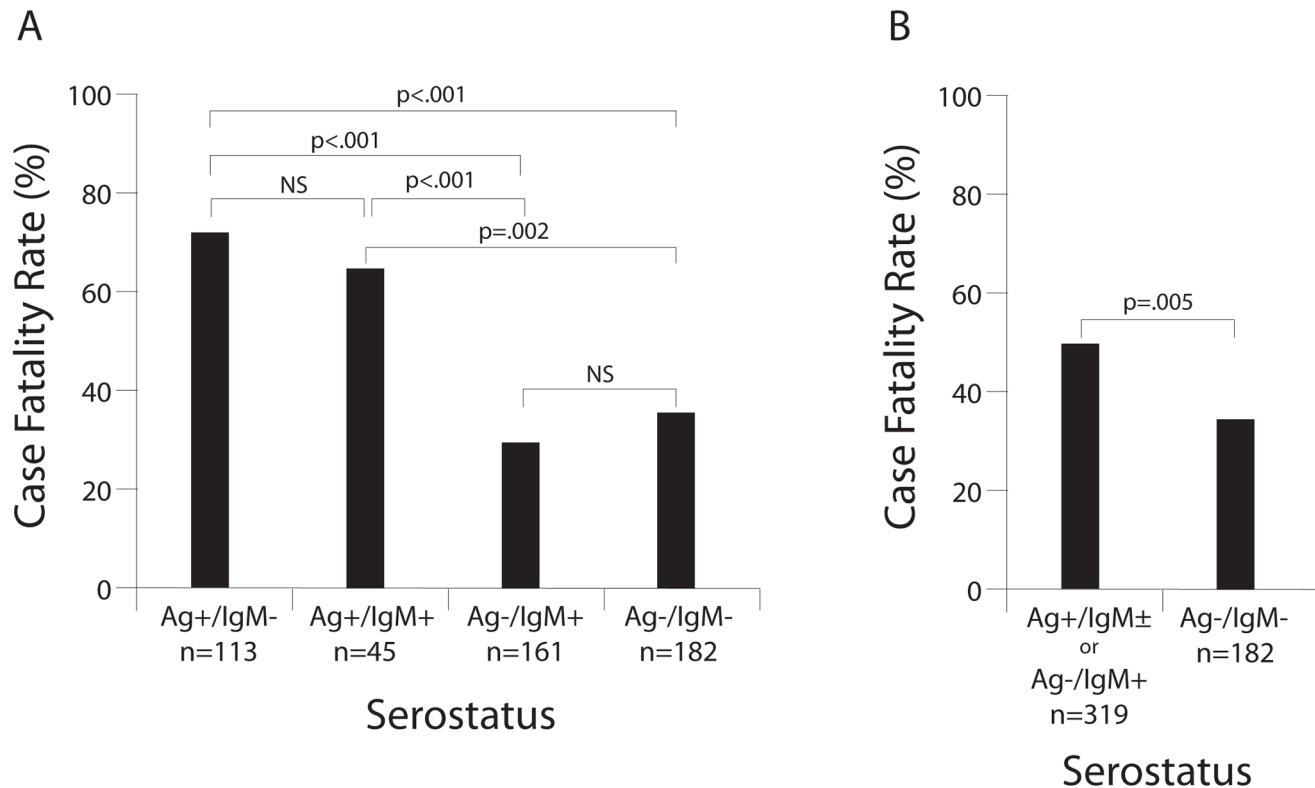 A
Case Fatality Rate (%)
100
80
60
40
20
0
p<.001
p<.001
NS
p<.001
p=.002
NS
Ag+/IgM-
n=113
Ag+/IgM+
n=45
Ag-/IgM+
n=161
Ag-/IgM-
n=182
Serostatus
B
Case Fatality Rate (%)
100
80
60
40
20
0
p=.005
Ag+/IgM±
or
Ag-/IgM+
n=319
Ag-/IgM-
n=182
Serostatus